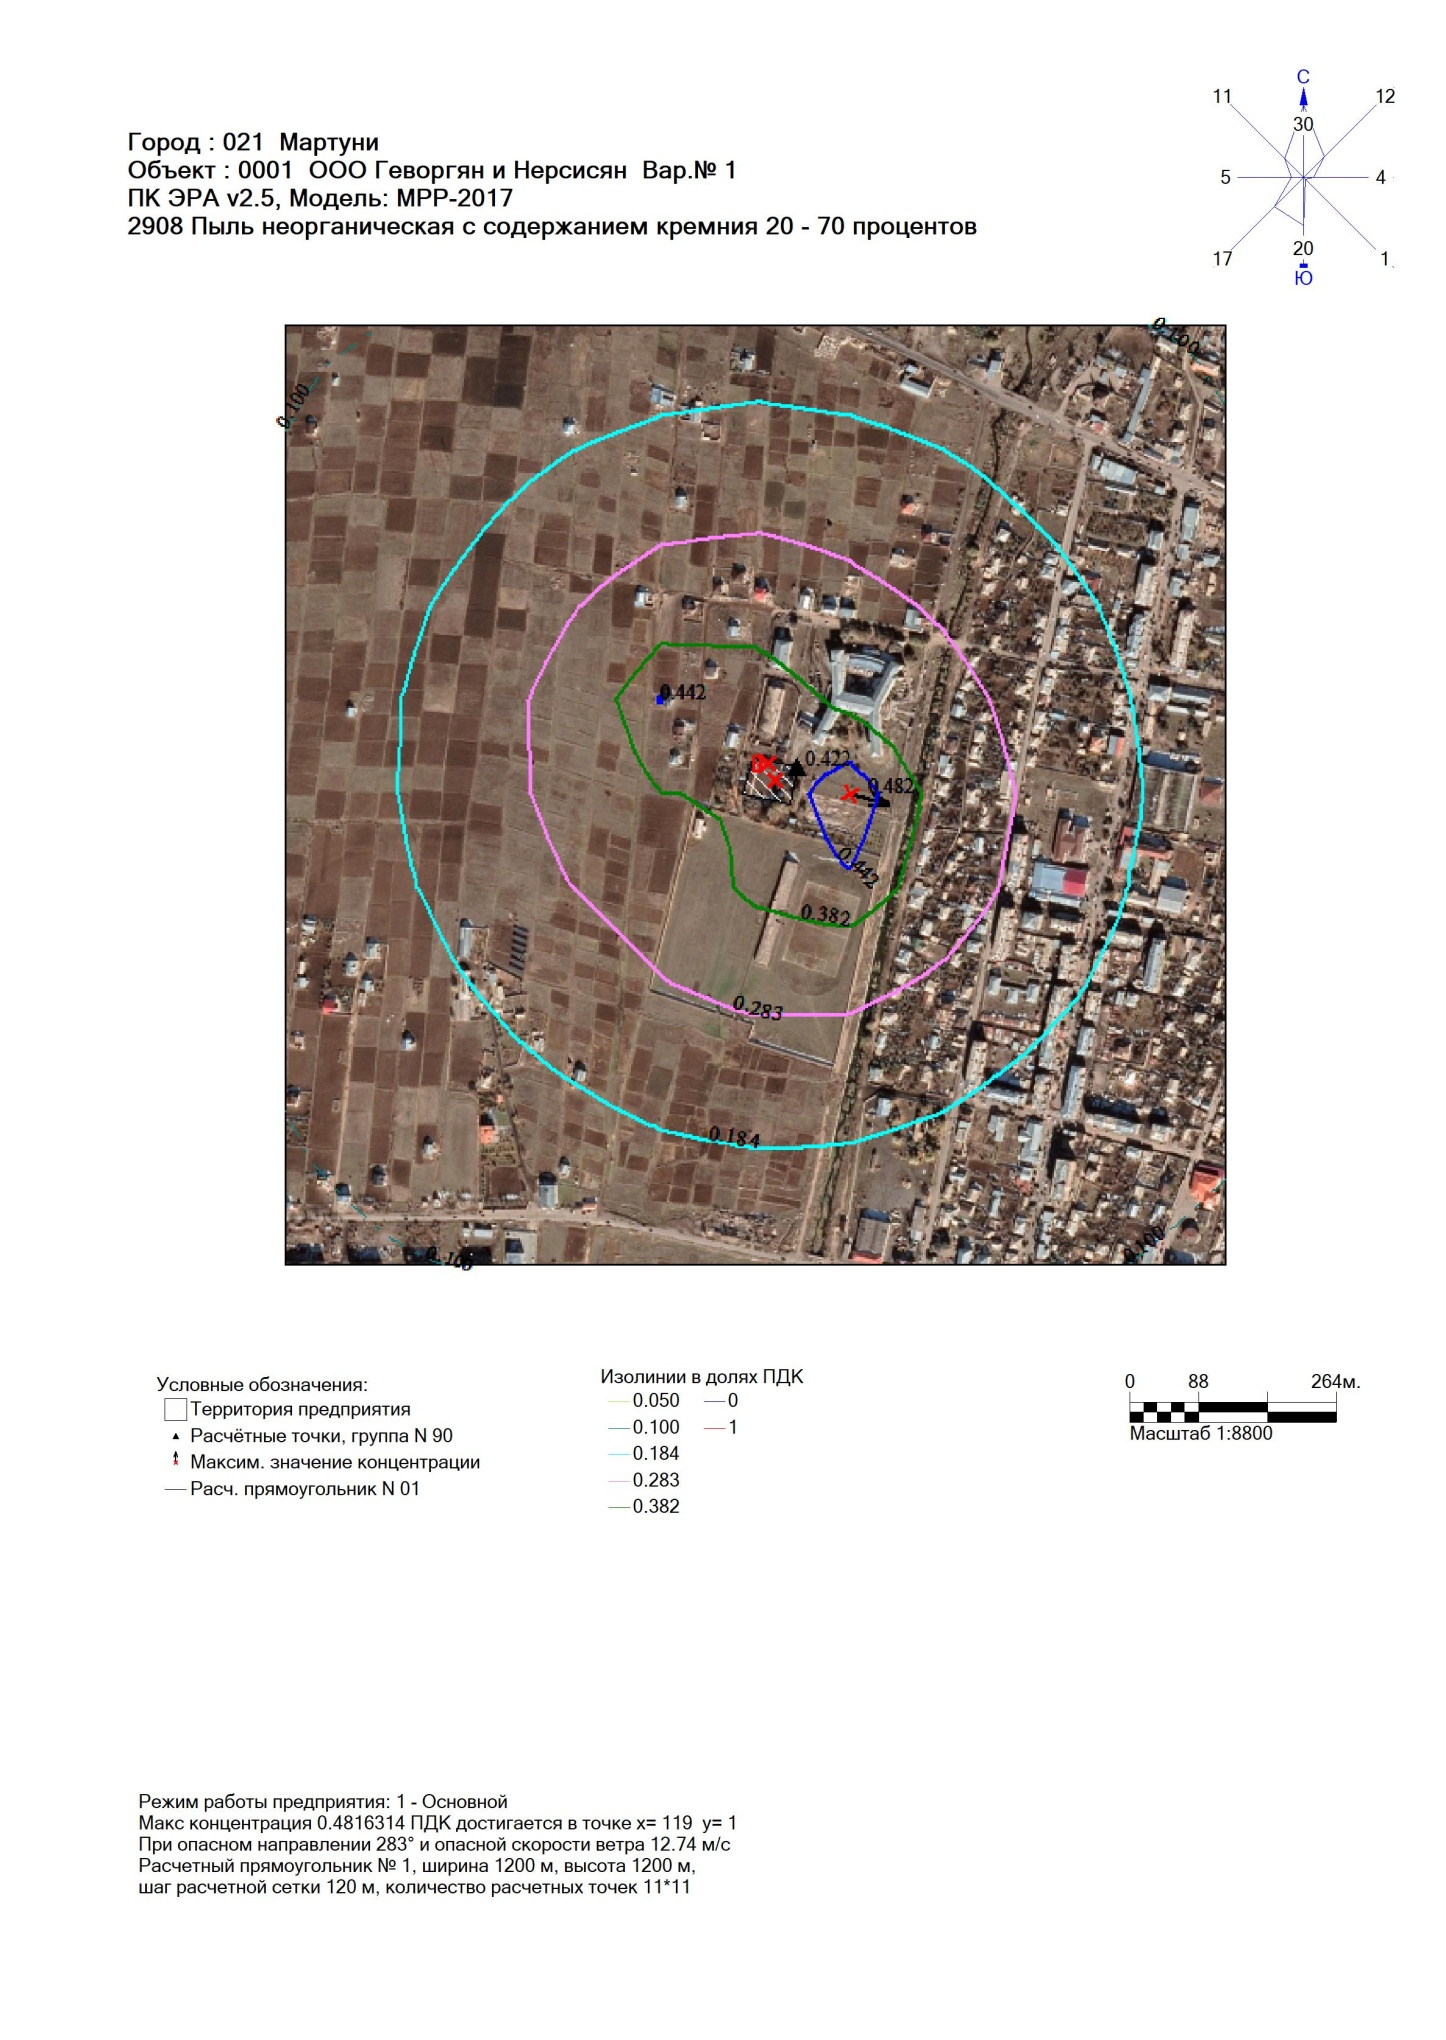 С
11
12
30
5
4
20
17
1
Ю
Город : 021 Мартуни
Объект : 0001 ООО Геворгян и Нерсисян Вар.№ 1
ПК ЭРА v2.5, Модель: МРР-2017
2908 Пыль неорганическая с содержанием кремния 20 - 70 процентов
0.100
0.100
0.442
0.422
0.482
0.442
0.382
0.283
0.184
0.100
0.100
Условные обозначения:
Территория предприятия
Расчётные точки, группа N 90
Максим. значение концентрации
Расч. прямоугольник N 01
Изолинии в долях ПДК
0.050
0.100
0.184
0.283
0.382
0
1
0 88 264м.
Масштаб 1:8800
Режим работы предприятия: 1 - Основной
Макс концентрация 0.4816314 ПДК достигается в точке x= 119 y= 1
При опасном направлении 283° и опасной скорости ветра 12.74 м/с
Расчетный прямоугольник № 1, ширина 1200 м, высота 1200 м,
шаг расчетной сетки 120 м, количество расчетных точек 11*11